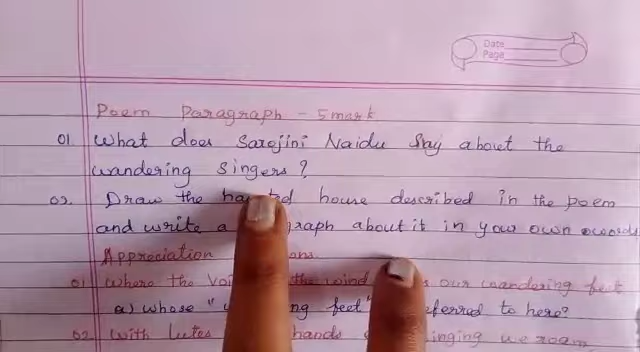 Date
Page
Poem Paragraph - 5 mark
01. What does Sarojini Naidu Say about the
wandering Singers?
02. Draw the house described in the poem
and write a about it in your own owords
Appreciation
01 Where the the wind our wandering feet
a) whose " feet" referred to here?
02. With lutes hands singing we roam